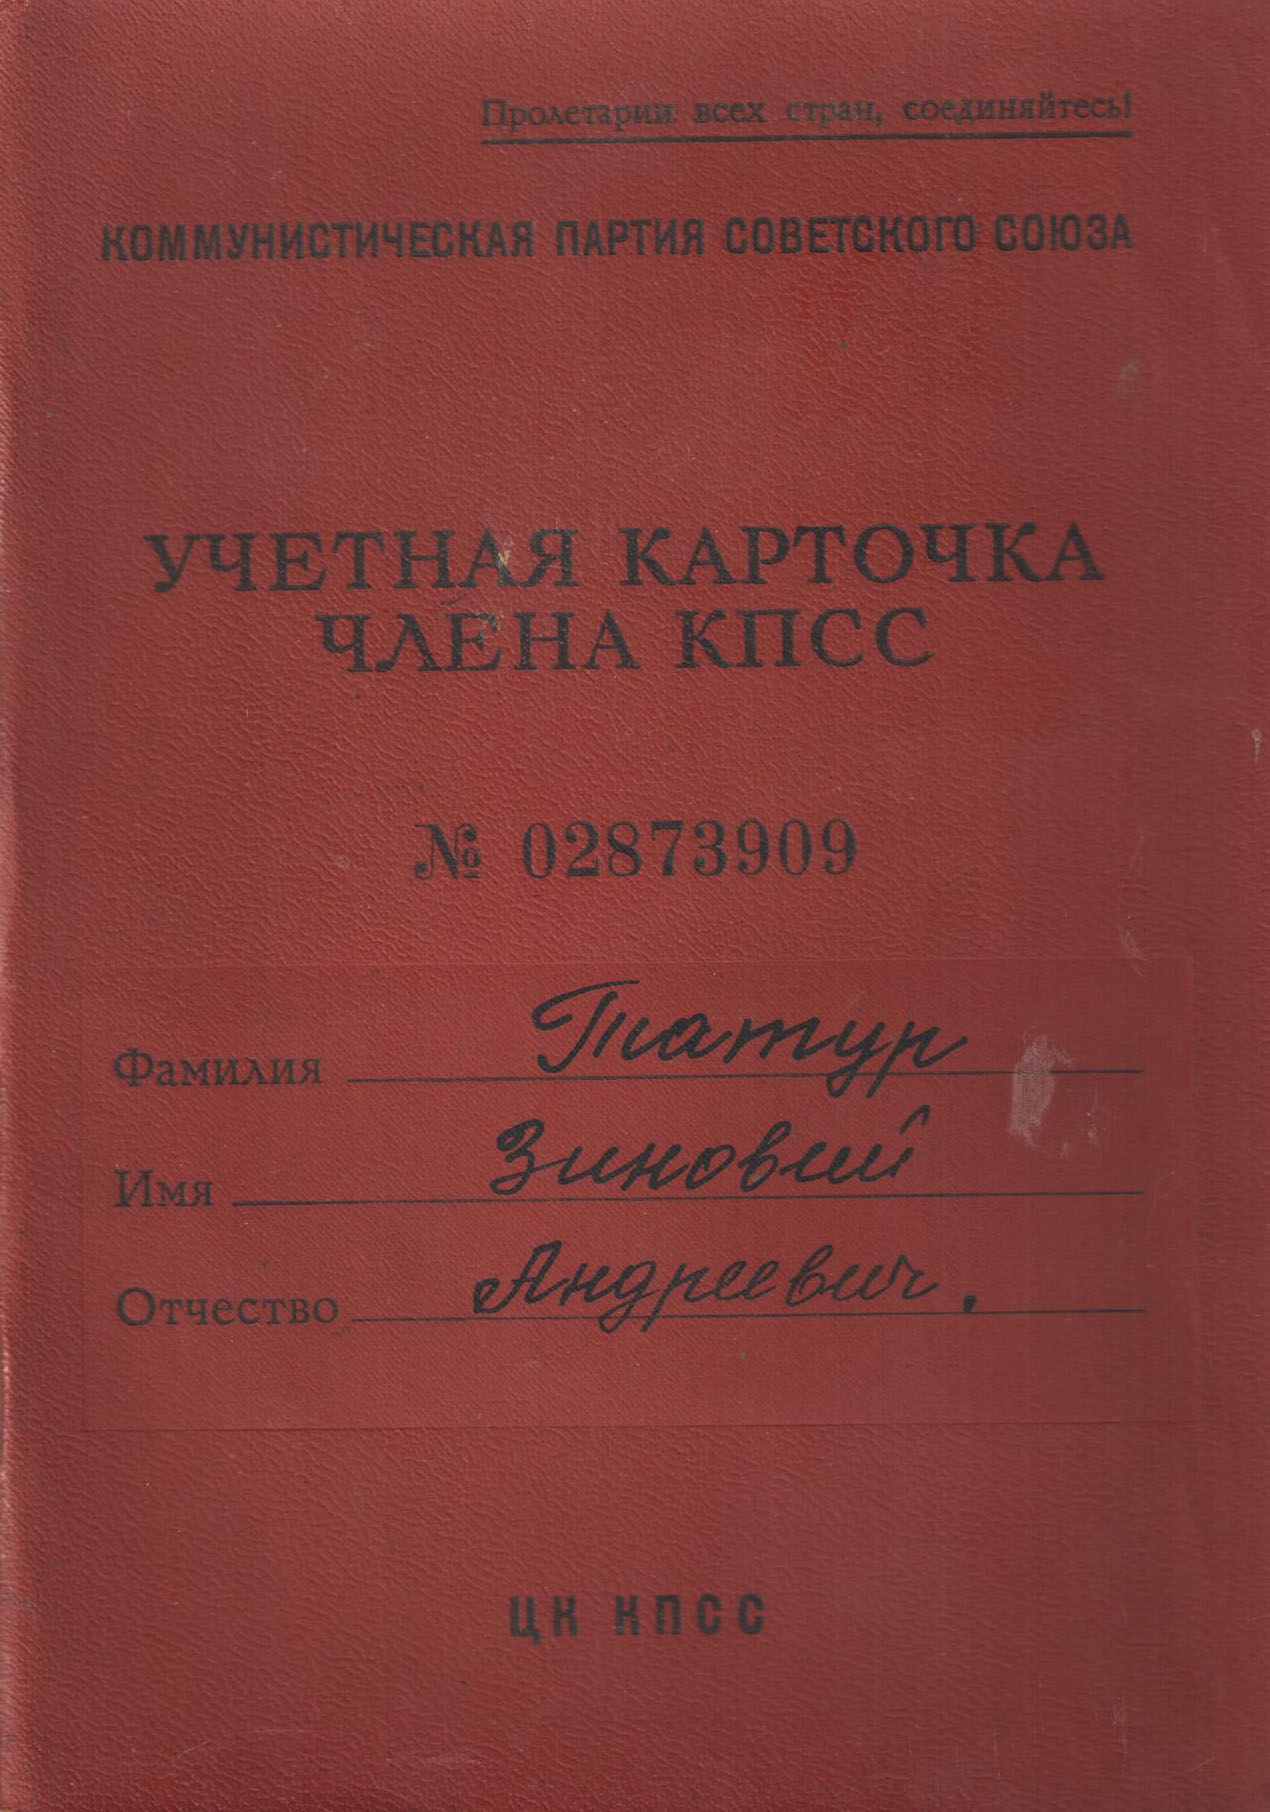 Пролетарии всех стран, соединяйтесь!
КОММУНИСТИЧЕСКАЯ ПАРТИЯ СОВЕТСКОГО СОЮЗА
УЧЕТНАЯ КАРТОЧКА
ЧЛЕНА КПСС
№ 02873909
Фамилия Татур
Имя Зиновий
Отчество Андреевич.
ЦК КПСС